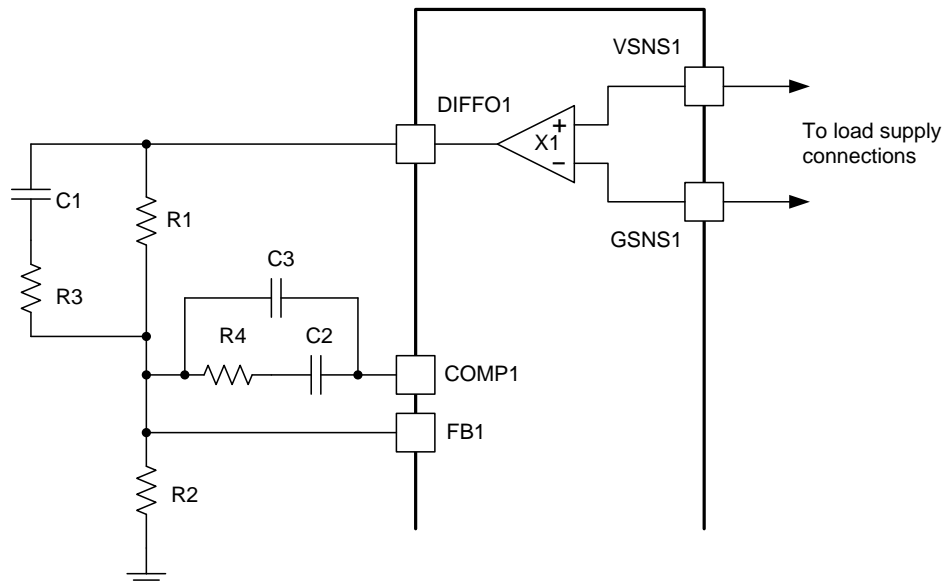 VSNS1
DIFFO1
+
X1
−
To load supply
connections
C1
R1
GSNS1
R3
C3
R4
C2
COMP1
FB1
R2